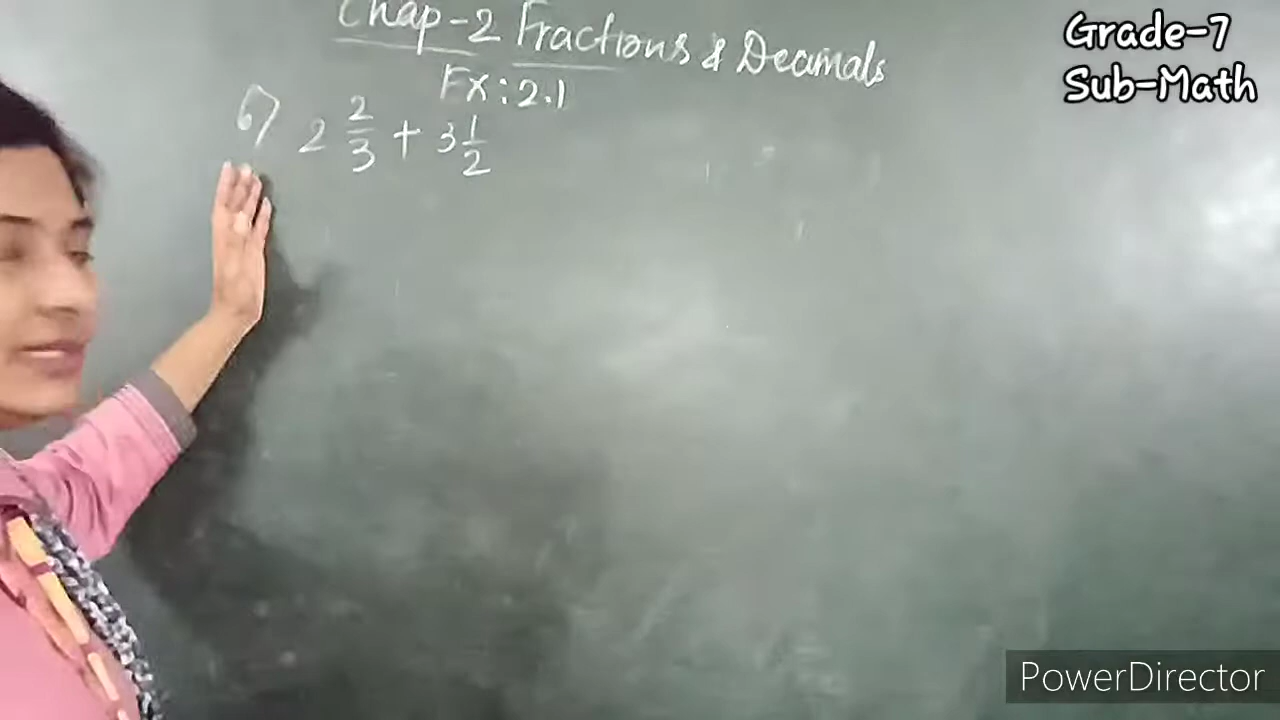 Chap-2 Fractions & Decimals
Ex: 2.1
6) 2 2/3 + 3 1/2
Grade-7
Sub-Math
PowerDirector